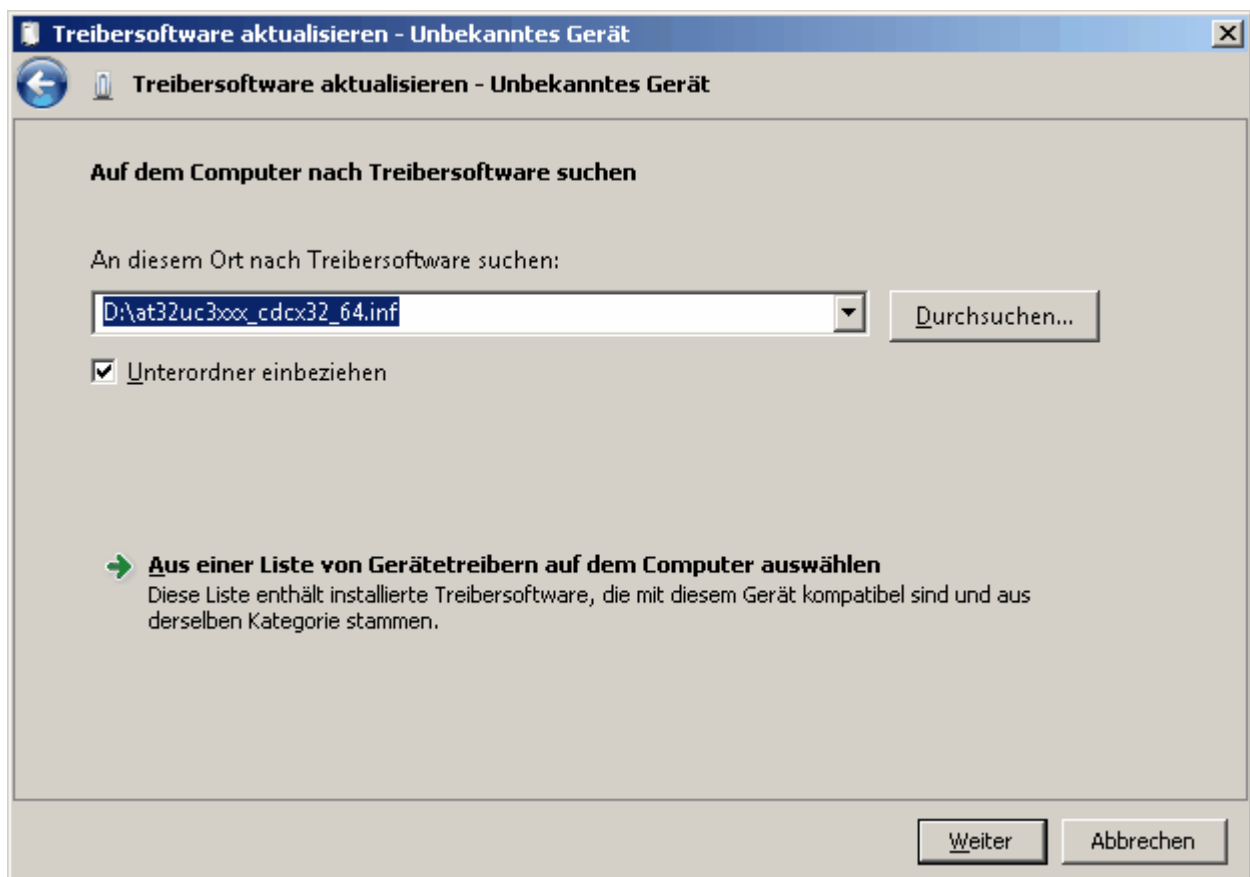 Treibersoftware aktualisieren - Unbekanntes Gerät
Treibersoftware aktualisieren - Unbekanntes Gerät
Auf dem Computer nach Treibersoftware suchen
An diesem Ort nach Treibersoftware suchen:
D:\at32uc3xxx_cdcx32_64.inf
Durchsuchen...
Unterordner einbeziehen
Aus einer Liste von Gerätetreibern auf dem Computer auswählen
Diese Liste enthält installierte Treibersoftware, die mit diesem Gerät kompatibel sind und aus
derselben Kategorie stammen.
Weiter Abbrechen